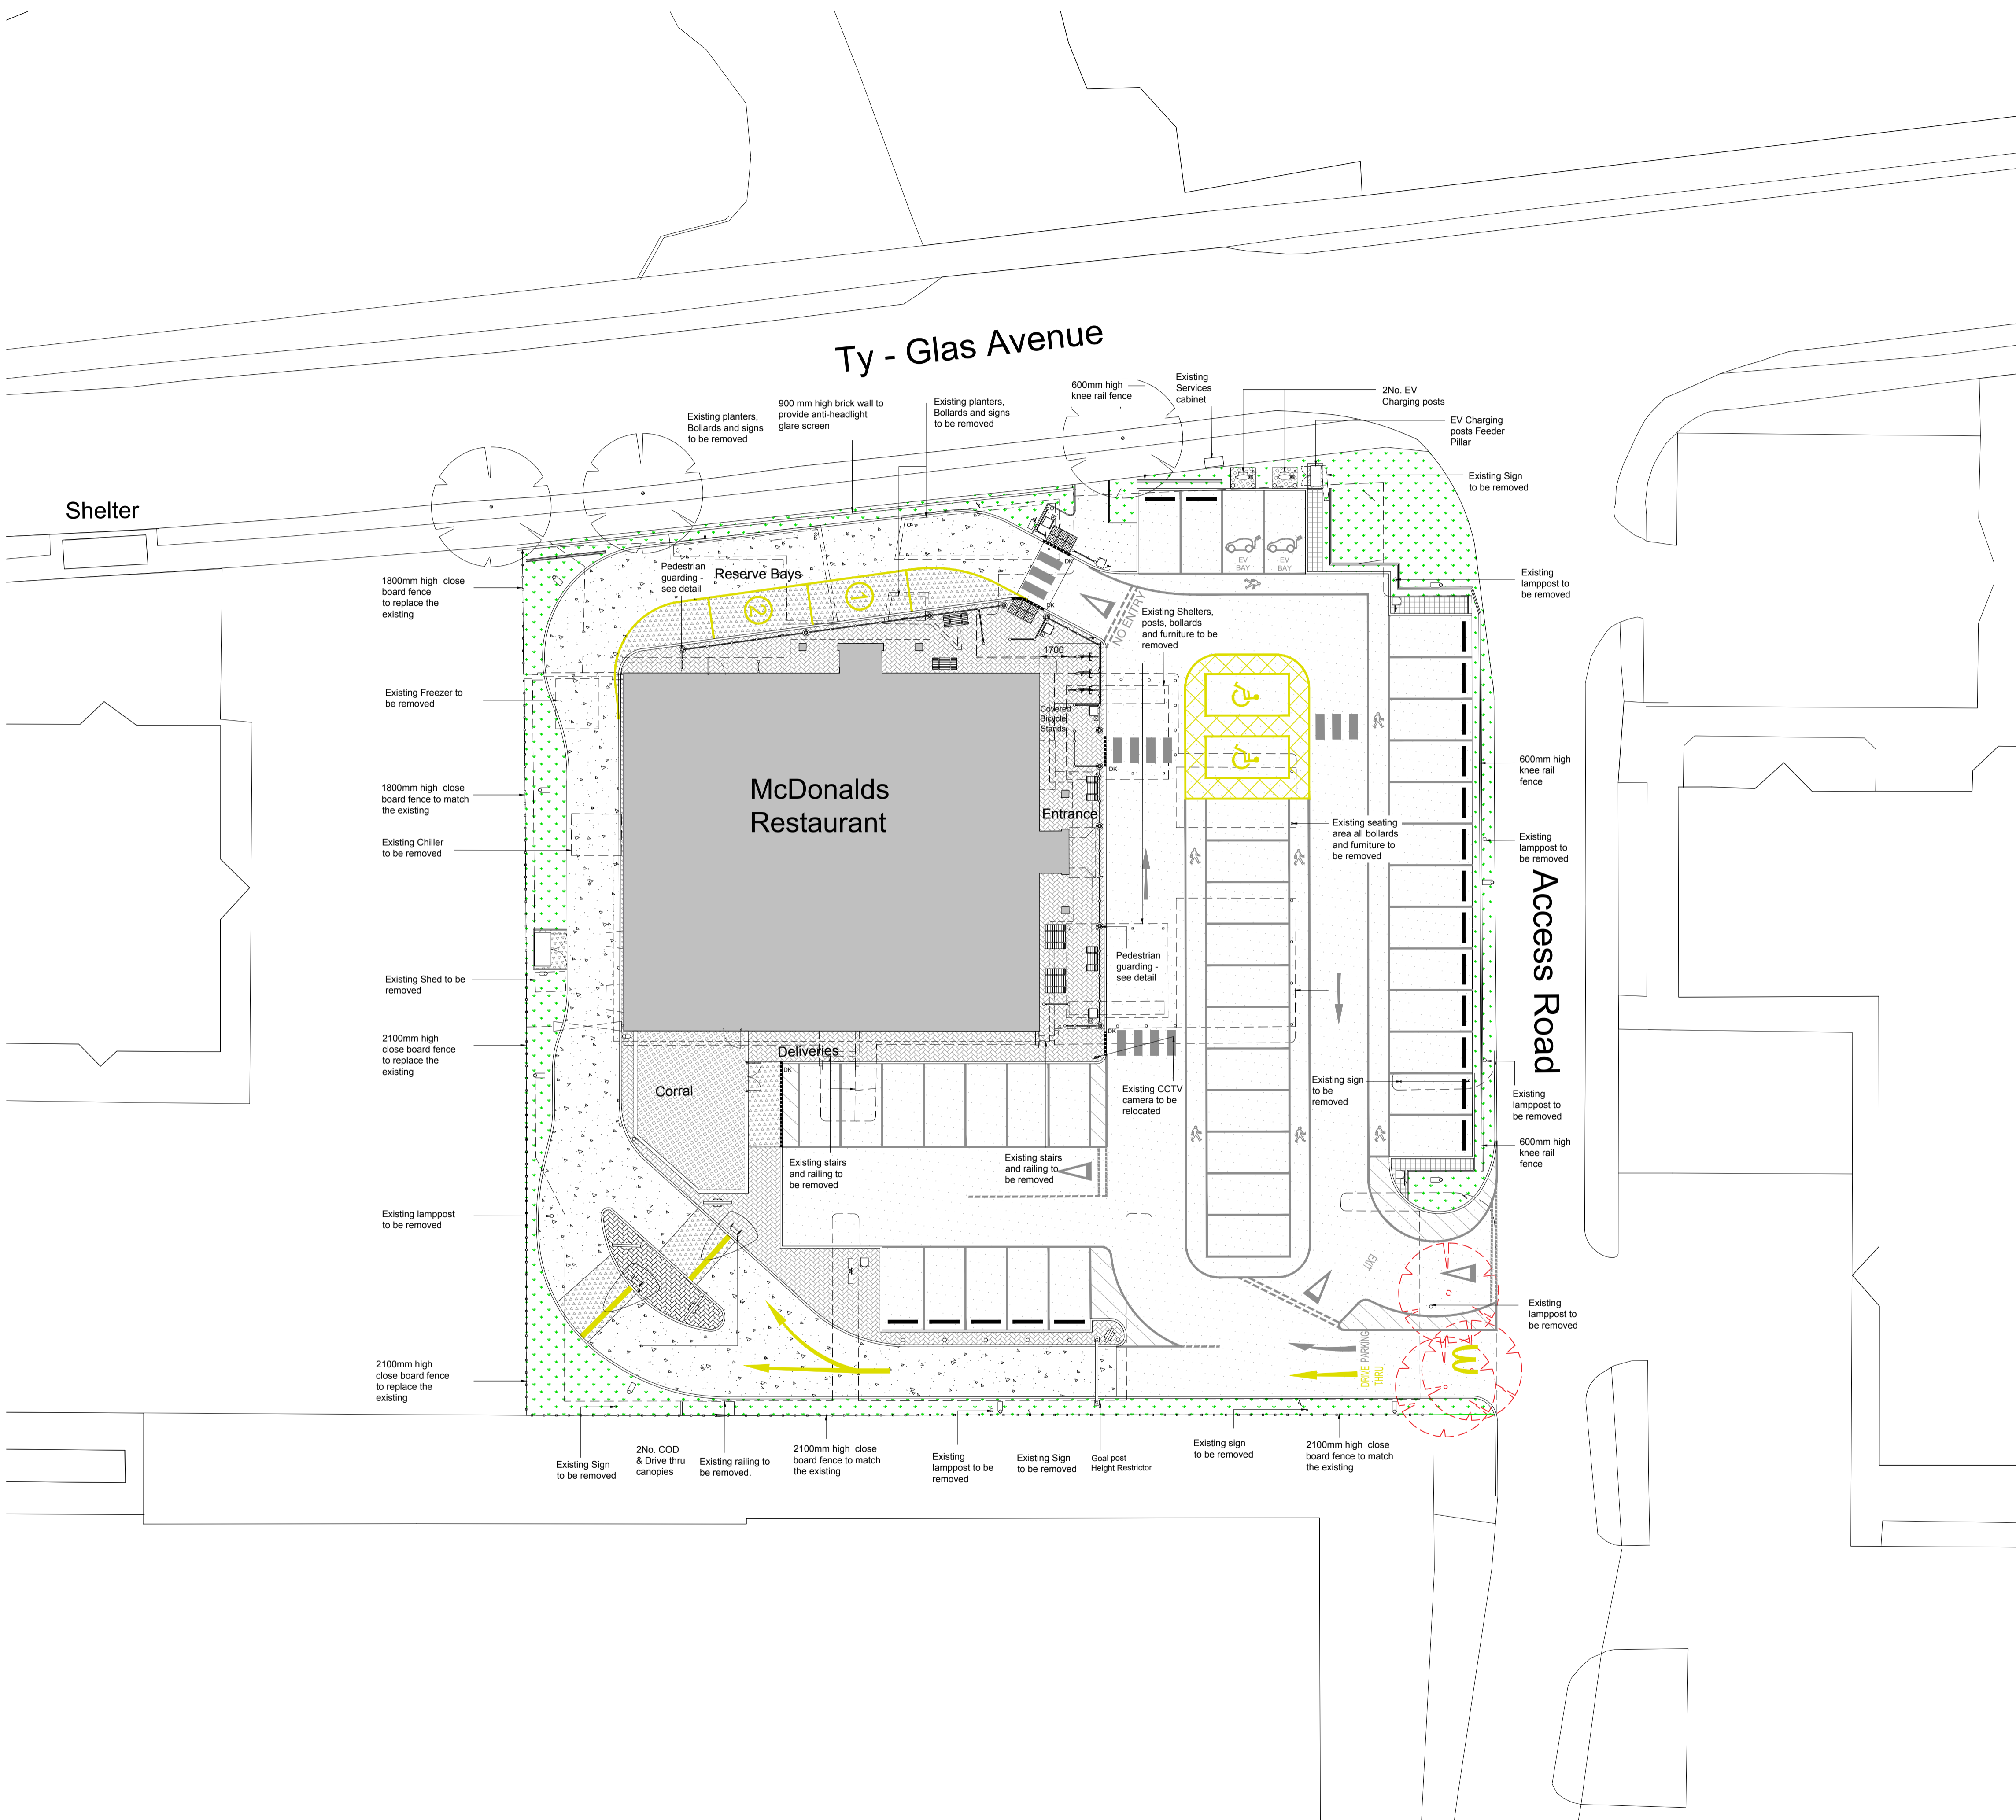 Ty - Glas Avenue
Shelter
Existing planters,
Bollards and signs
to be removed
900 mm high brick wall to
provide anti-headlight
glare screen
Existing planters,
Bollards and signs
to be removed
600mm high
knee rail fence
Existing
Services
cabinet
2No. EV
Charging posts
EV Charging
posts Feeder
Pillar
Existing Sign
to be removed
1800mm high close
board fence
to replace the
existing
Pedestrian
guarding -
see detail
Reserve Bays
2
1
DK
DK
NO ENTRY
EV
BAY
EV
BAY
Existing
lamppost to
be removed
Existing Shelters,
posts, bollards
and furniture to be
removed
1700
Existing Freezer to
be removed
Covered
Bicycle
Stands
DK
McDonalds
Restaurant
Entrance
1800mm high close
board fence to match
the existing
Existing Chiller
to be removed
Existing seating
area all bollards
and furniture to
be removed
600mm high
knee rail
fence
Existing
lamppost to
be removed
Access Road
Existing Shed to be
removed
Pedestrian
guarding -
see detail
2100mm high
close board fence
to replace the
existing
Deliveries
DK
DK
Corral
Existing CCTV
camera to be
relocated
Existing sign
to be
removed
Existing
lamppost to
be removed
600mm high
knee rail
fence
Existing stairs
and railing to
be removed
Existing stairs
and railing to
be removed
Existing lamppost
to be removed
EXIT
Existing
lamppost to
be removed
DRIVE PARKING
THRU
2100mm high
close board fence
to replace the
existing
Existing Sign
to be removed
2No. COD
& Drive thru
canopies
Existing railing to
be removed.
2100mm high close
board fence to match
the existing
Existing
lamppost to be
removed
Existing Sign
to be removed
Goal post
Height Restrictor
Existing sign
to be removed
2100mm high close
board fence to match
the existing